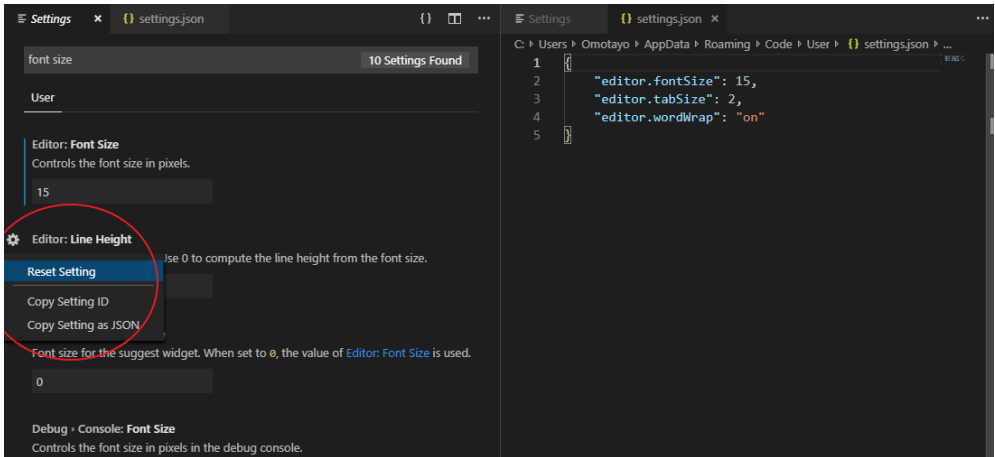 Settings × {} settings.json {} ...
font size 10 Settings Found
User
Editor: Font Size
Controls the font size in pixels.
15
Editor: Line Height
Use 0 to compute the line height from the font size.
Reset Setting
Copy Setting ID
Copy Setting as JSON
Font size for the suggest widget. When set to 0, the value of Editor: Font Size is used.
0
Debug › Console: Font Size
Controls the font size in pixels in the debug console.
Settings {} settings.json × ...
C: › Users › Omotayo › AppData › Roaming › Code › User › {} settings.json › ...
1 {
2 "editor.fontSize": 15,
3 "editor.tabSize": 2,
4 "editor.wordWrap": "on"
5 }